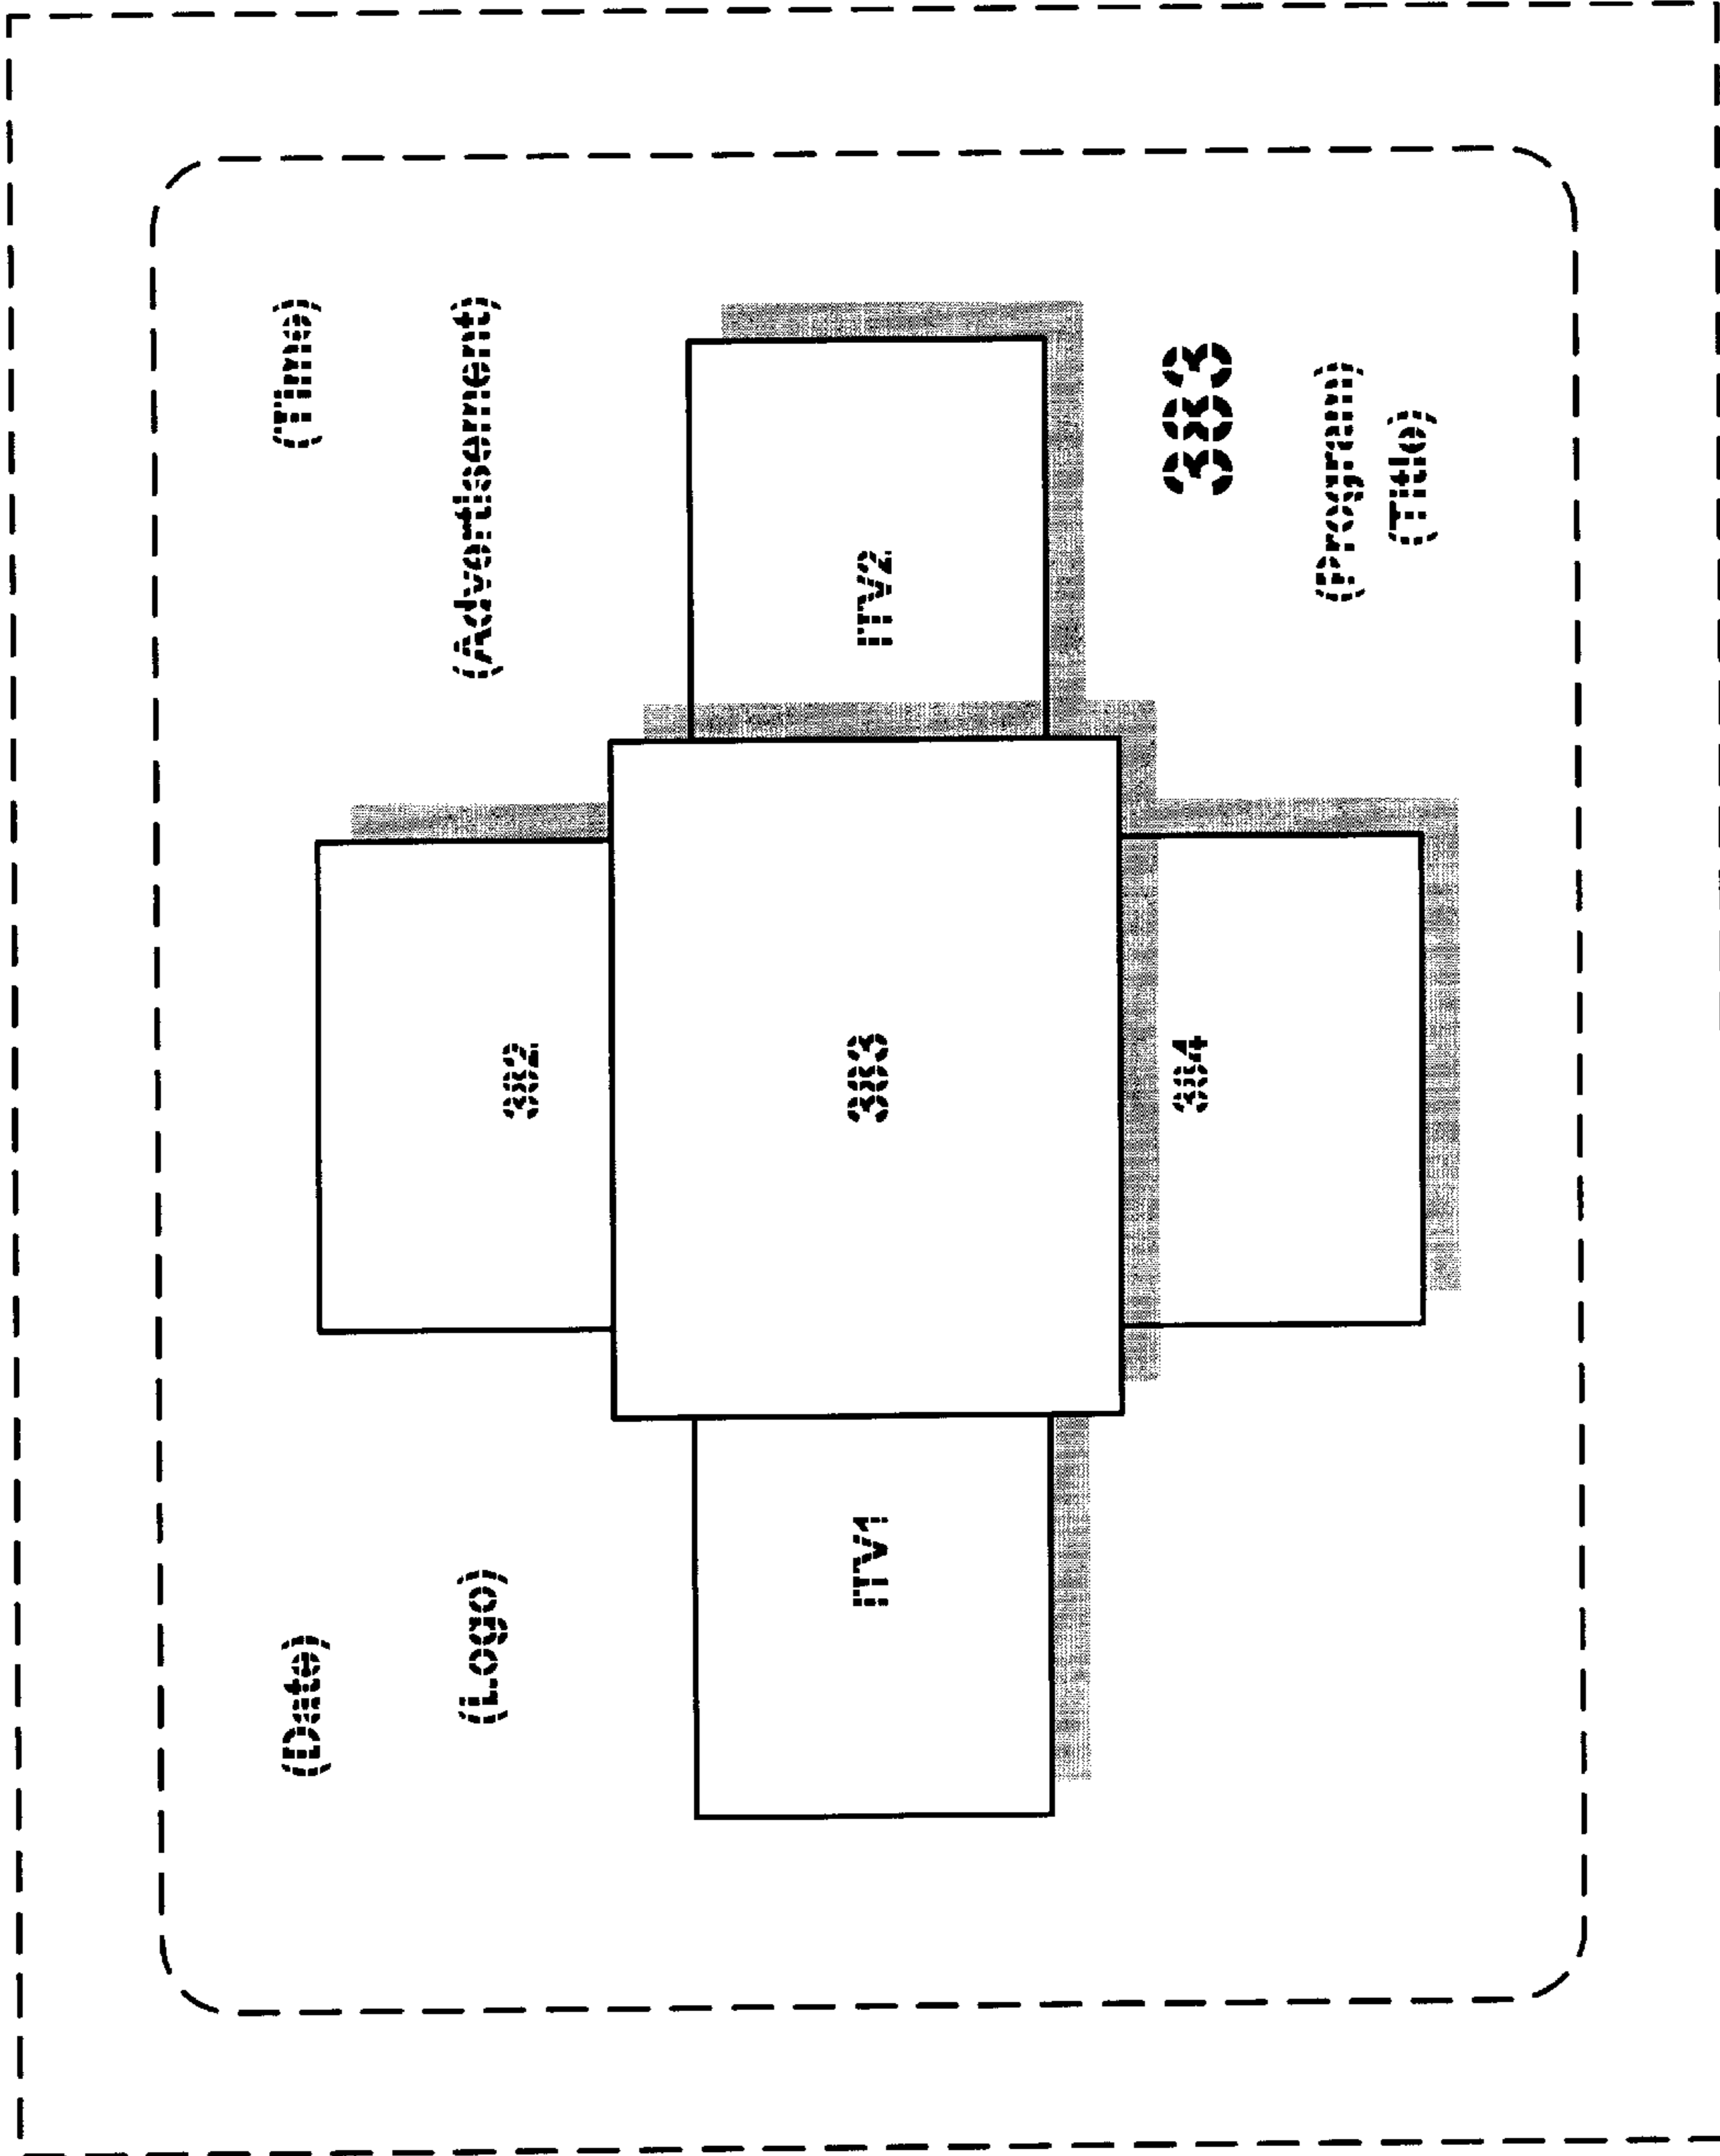 (Date) (Time)
(Logo) (Advertisement)
382
ITV1 383 ITV2
384 383
(Program)
(Title)